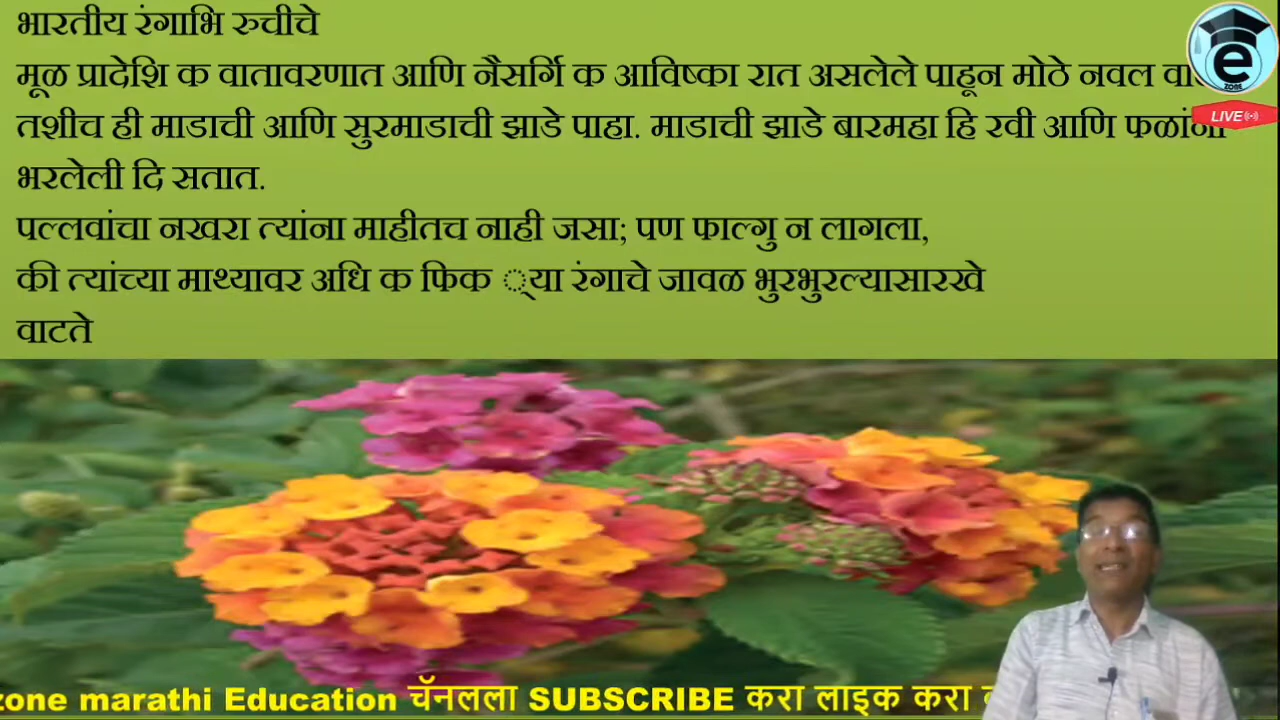 भारतीय रंगाभि रुचीचे
मूळ प्रादेशि क वातावरणात आणि नैसर्गि क आविष्का रात असलेले पाहून मोठे नवल
तशीच ही माडाची आणि सुरमाडाची झाडे पाहा. माडाची झाडे बारमहा हि रवी आणि फळांनी
भरलेली दि सतात.
पल्लवांचा नखरा त्यांना माहीतच नाही जसा; पण फाल्गु न लागला,
की त्यांच्या माथ्यावर अधि क फिक ्या रंगाचे जावळ भुरभुरल्यासारखे
वाटते
e
ZONE
LIVE
zone marathi Education चॅनलला SUBSCRIBE करा लाइक करा